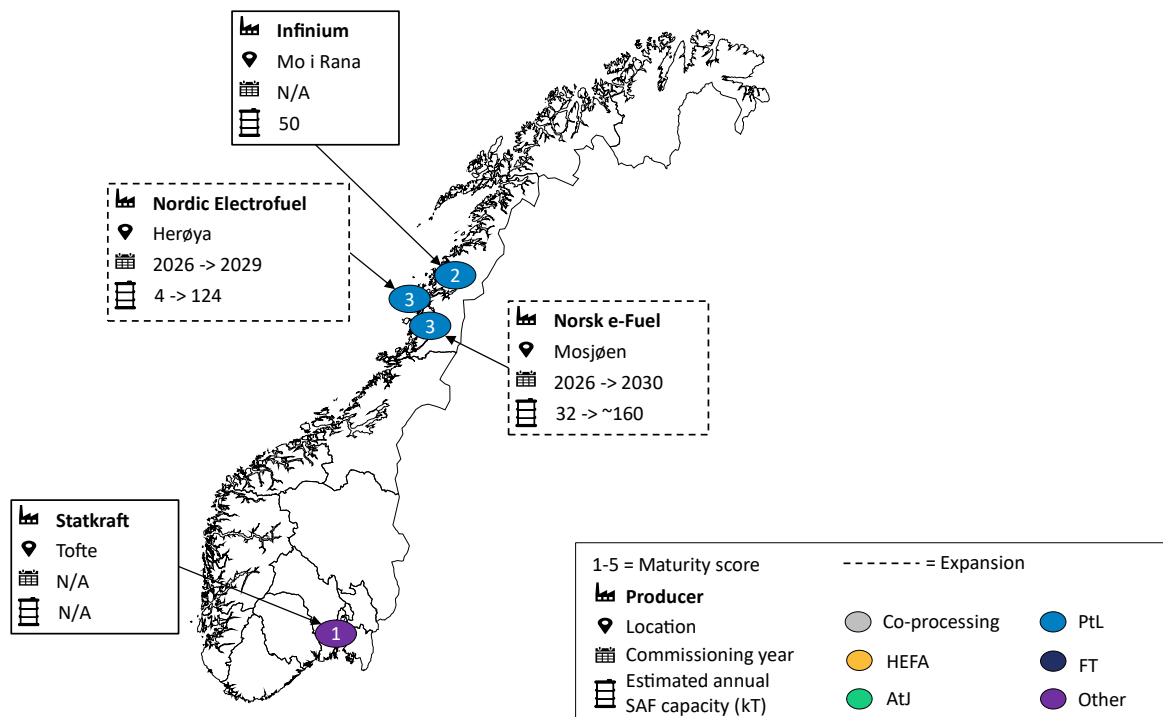 Infinium
Mo i Rana
N/A
50
Nordic Electrofuel
Herøya
2026 -> 2029
4 -> 124
2
3
3
Norsk e-Fuel
Mosjøen
2026 -> 2030
32 -> ~160
Statkraft
Tofte
N/A
N/A
1
1-5 = Maturity score
= Expansion
Producer
Location
Commissioning year
Estimated annual
SAF capacity (kT)
Co-processing
PtL
HEFA
FT
AtJ
Other